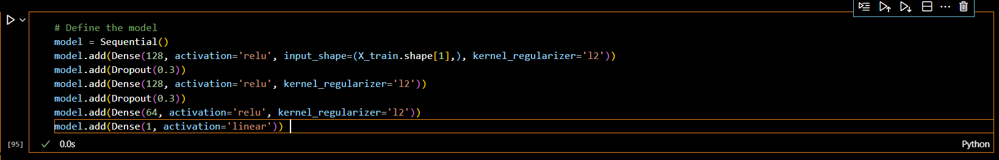 # Define the model
model = Sequential()
model.add(Dense(128, activation='relu', input_shape=(X_train.shape[1],), kernel_regularizer='l2'))
model.add(Dropout(0.3))
model.add(Dense(128, activation='relu', kernel_regularizer='l2'))
model.add(Dropout(0.3))
model.add(Dense(64, activation='relu', kernel_regularizer='l2'))
model.add(Dense(1, activation='linear'))
[95] 0.0s Python